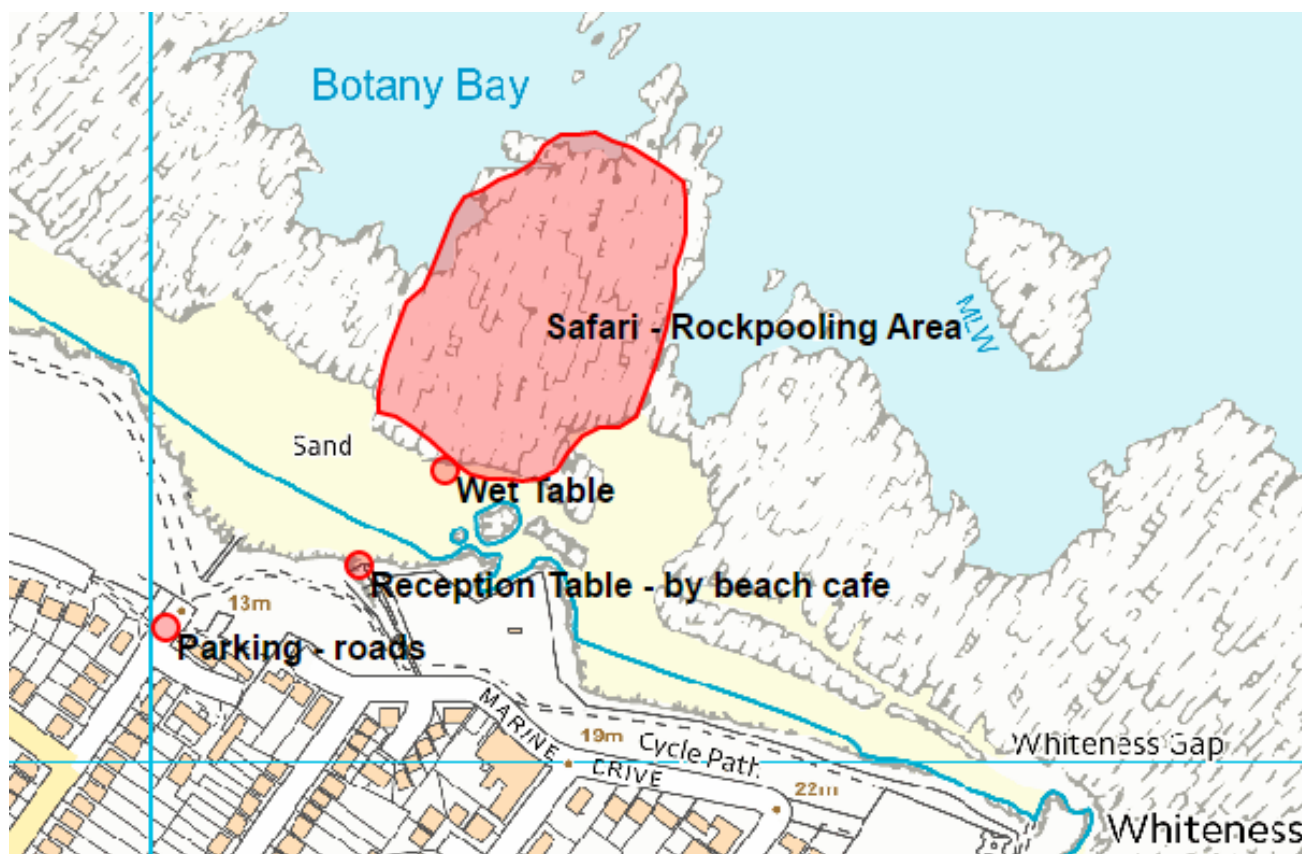 Botany Bay
Safari - Rockpooling Area
MLW
Sand
Wet Table
Reception Table - by beach cafe
13m
Parking - roads
MARINE
DRIVE
19m
Cycle Path
22m
Whiteness Gap
Whiteness